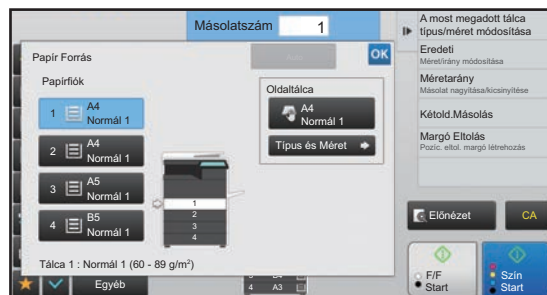 Másolatszám 1
Papír Forrás
Auto
OK
Papírfiók
1 A4
Normál 1
2 A4
Normál 1
3 A5
Normál 1
4 B5
Normál 1
1
2
3
4
Oldaltálca
A4
Normál 1
Típus és Méret
Tálca 1 : Normál 1 (60 - 89 g/m²)
Egyéb
4 A3
A most megadott tálca
típus/méret módosítása
Eredeti
Méret/irány módosítása
Méretarány
Másolat nagyítása/kicsinyítése
Kétold.Másolás
Margó Eltolás
Pozíc. eltol. margó létrehozás
Előnézet
CA
F/F
Start
Szín
Start